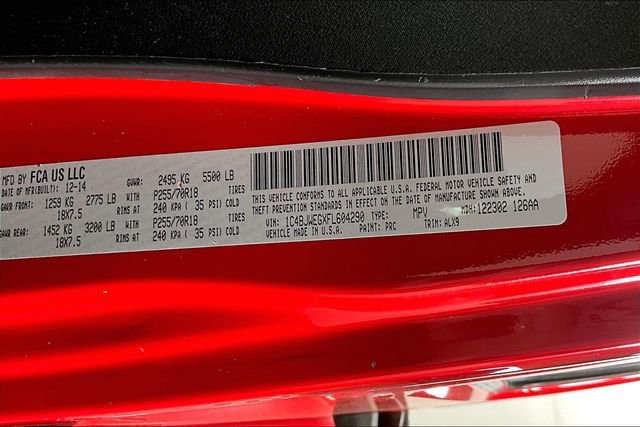 MFD BY FCA US LLC
DATE OF MFR(BUILT): 12-14 GVWR: 2495 KG 5500 LB
GAWR FRONT: 1259 KG 2775 LB WITH P255/70R18 TIRES
18X7.5 RIMS AT 240 KPA ( 35 PSI) COLD
GAWR REAR: 1452 KG 3200 LB WITH P255/70R18 TIRES
18X7.5 RIMS AT 240 KPA ( 35 PSI) COLD
THIS VEHICLE CONFORMS TO ALL APPLICABLE U.S.A. FEDERAL MOTOR VEHICLE SAFETY AND
THEFT PREVENTION STANDARDS IN EFFECT ON THE DATE OF MANUFACTURE SHOWN ABOVE.
VIN: 1C4BJWEGXFL604290 TYPE: MPV MDH: 122302 126AA
VEHICLE MADE IN U.S.A. PAINT: PRC TRIM: ALX9